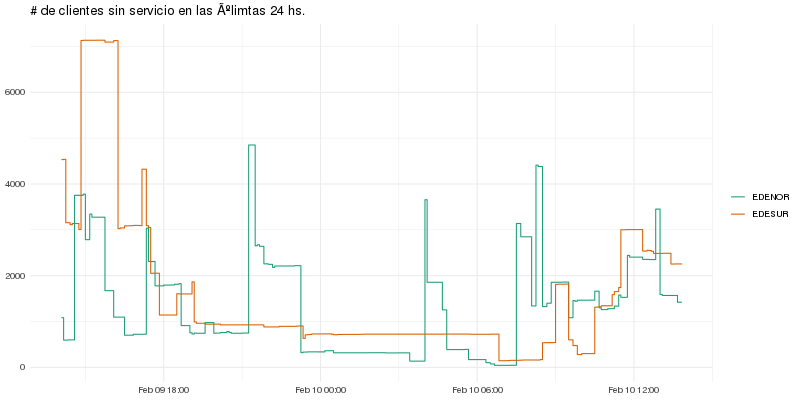 # de clientes sin servicio en las Ãºlimtas 24 hs.
6000
4000
2000
0
Feb 09 18:00
Feb 10 00:00
Feb 10 06:00
Feb 10 12:00
EDENOR
EDESUR